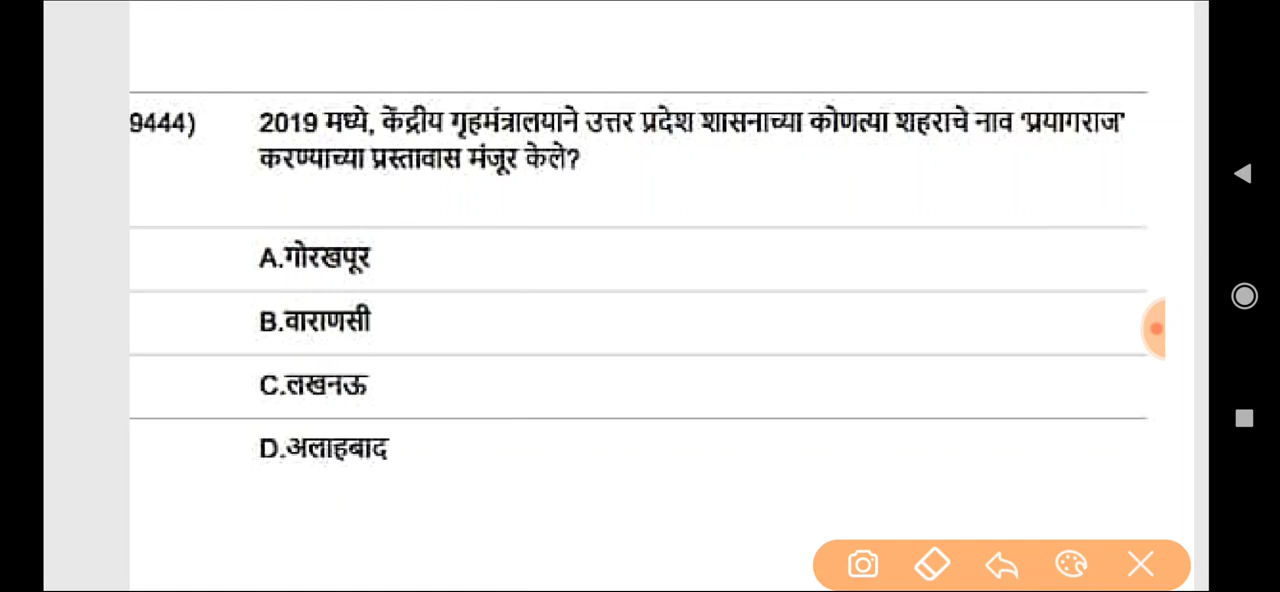 9444) 2019 मध्ये, केंद्रीय गृहमंत्रालयाने उत्तर प्रदेश शासनाच्या कोणत्या शहराचे नाव 'प्रयागराज'
करण्याच्या प्रस्तावास मंजूर केले?
A.गोरखपूर
B.वाराणसी
C.लखनऊ
D.अलाहबाद